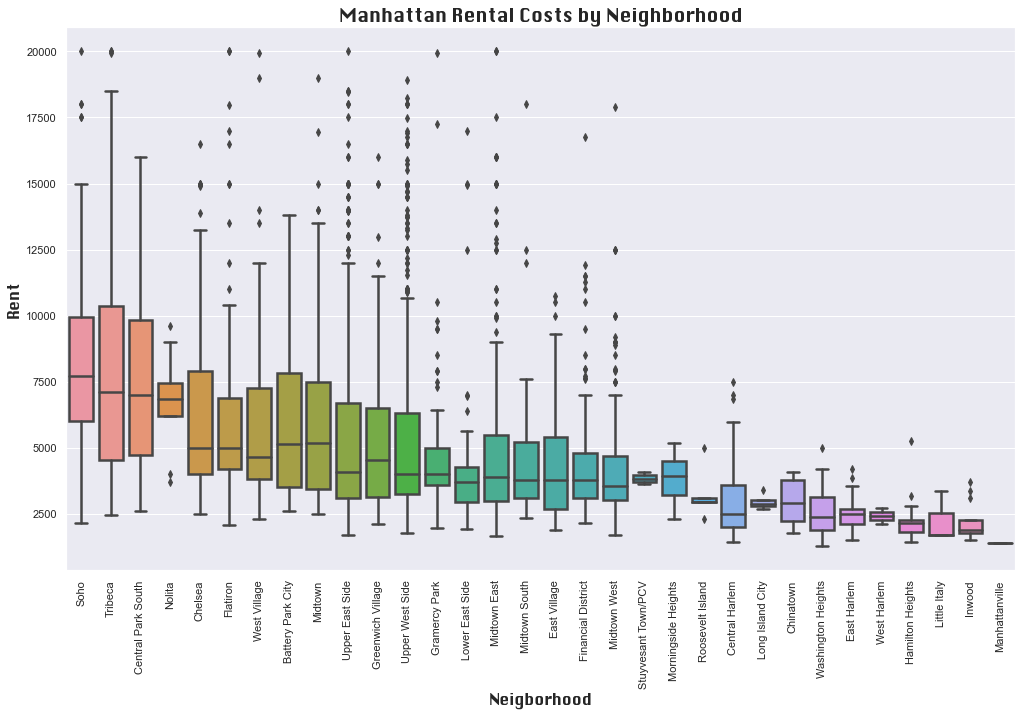 Manhattan Rental Costs by Neighborhood
Rent
20000
17500
15000
12500
10000
7500
5000
2500
Soho
Tribeca
Central Park South
Nolita
Chelsea
Flatiron
West Village
Battery Park City
Midtown
Upper East Side
Greenwich Village
Upper West Side
Gramercy Park
Lower East Side
Midtown East
Midtown South
East Village
Financial District
Midtown West
Stuyvesant Town/PCV
Morningside Heights
Roosevelt Island
Central Harlem
Long Island City
Chinatown
Washington Heights
East Harlem
West Harlem
Hamilton Heights
Little Italy
Inwood
Manhattanville
Neigborhood